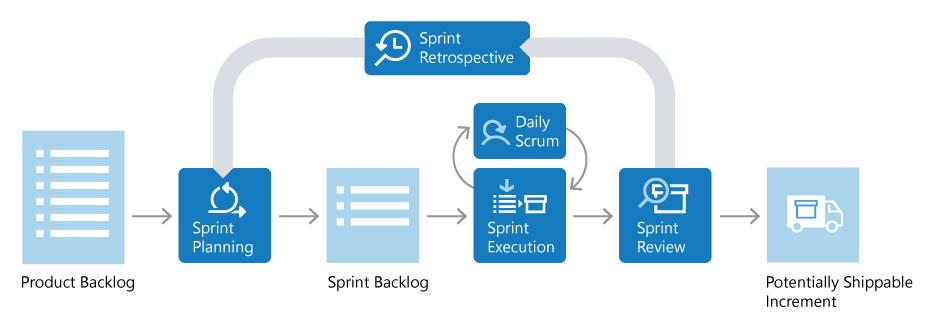 Sprint
Retrospective
Daily
Scrum
Sprint
Planning
Sprint
Execution
Sprint
Review
Product Backlog
Sprint Backlog
Potentially Shippable
Increment